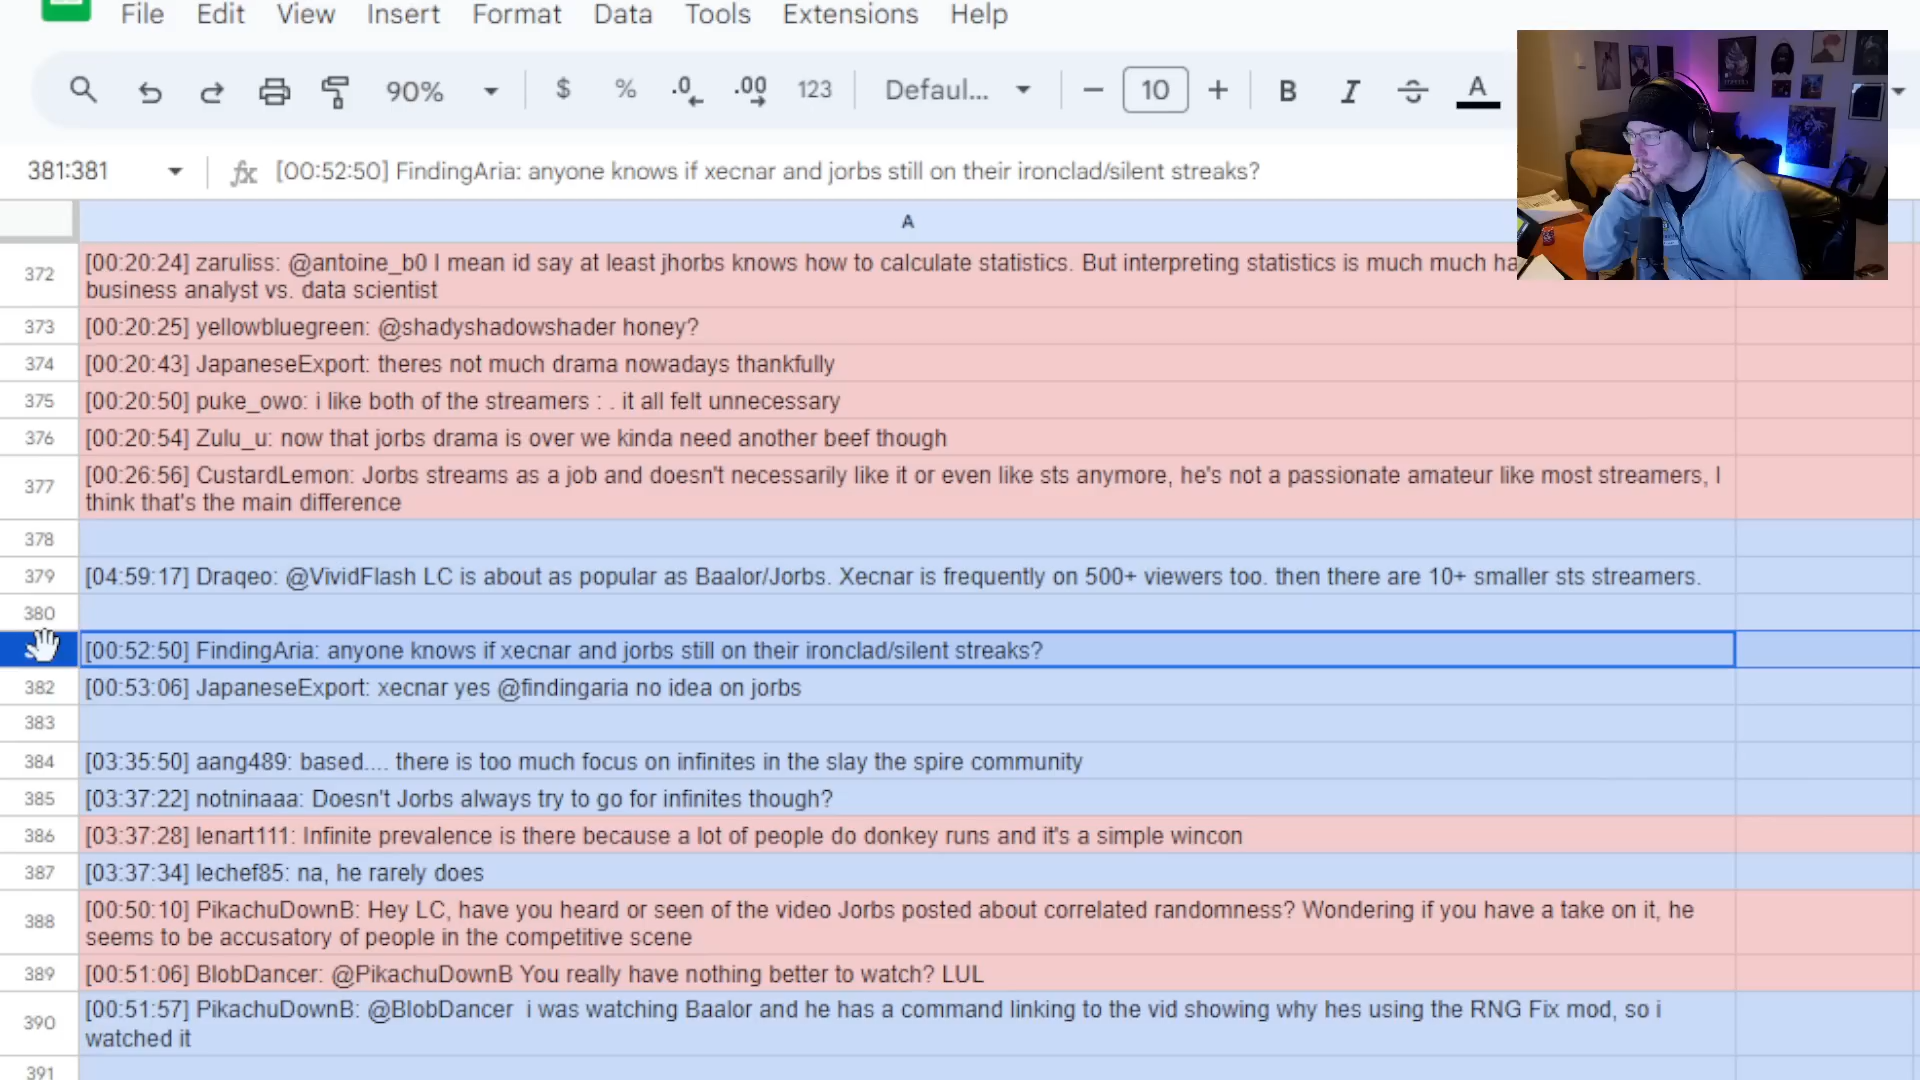 File Edit View Insert Format Data Tools Extensions Help
90% $ % .0 .00 123 Defaul... 10 B I S A
381:381 fx [00:52:50] FindingAria: anyone knows if xecnar and jorbs still on their ironclad/silent streaks?
A
372 [00:20:24] zaruliss: @antoine_b0 I mean id say at least jhorbs knows how to calculate statistics. But interpreting statistics is much much ha
business analyst vs. data scientist
373 [00:20:25] yellowbluegreen: @shadyshadowshader honey?
374 [00:20:43] JapaneseExport: theres not much drama nowadays thankfully
375 [00:20:50] puke_owo: i like both of the streamers : . it all felt unnecessary
376 [00:20:54] Zulu_u: now that jorbs drama is over we kinda need another beef though
377 [00:26:56] CustardLemon: Jorbs streams as a job and doesn't necessarily like it or even like sts anymore, he's not a passionate amateur like most streamers, I
think that's the main difference
378
379 [04:59:17] Draqeo: @VividFlash LC is about as popular as Baalor/Jorbs. Xecnar is frequently on 500+ viewers too. then there are 10+ smaller sts streamers.
380
[00:52:50] FindingAria: anyone knows if xecnar and jorbs still on their ironclad/silent streaks?
382 [00:53:06] JapaneseExport: xecnar yes @findingaria no idea on jorbs
383
384 [03:35:50] aang489: based.... there is too much focus on infinites in the slay the spire community
385 [03:37:22] notninaaa: Doesn't Jorbs always try to go for infinites though?
386 [03:37:28] lenart111: Infinite prevalence is there because a lot of people do donkey runs and it's a simple wincon
387 [03:37:34] lechef85: na, he rarely does
388 [00:50:10] PikachuDownB: Hey LC, have you heard or seen of the video Jorbs posted about correlated randomness? Wondering if you have a take on it, he
seems to be accusatory of people in the competitive scene
389 [00:51:06] BlobDancer: @PikachuDownB You really have nothing better to watch? LUL
390 [00:51:57] PikachuDownB: @BlobDancer  i was watching Baalor and he has a command linking to the vid showing why hes using the RNG Fix mod, so i
watched it
391